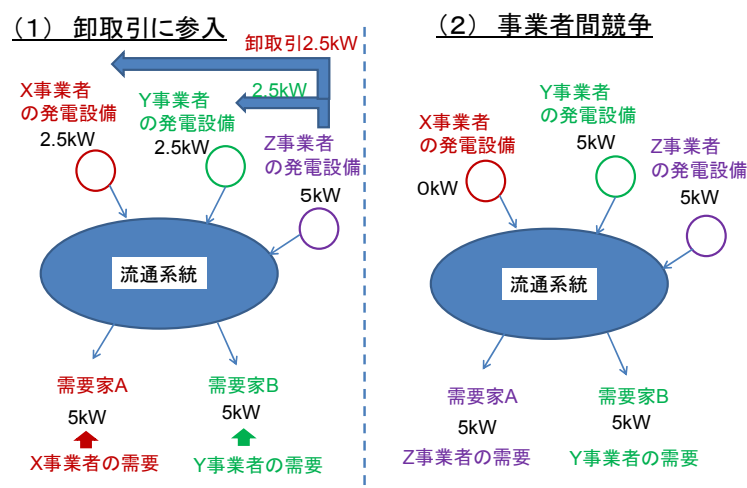 （1） 卸取引に参入
卸取引2.5kW
2.5kW
X事業者
の発電設備
2.5kW
Y事業者
の発電設備
2.5kW
Z事業者
の発電設備
5kW
流通系統
需要家A
5kW
X事業者の需要
需要家B
5kW
Y事業者の需要
（2） 事業者間競争
X事業者
の発電設備
0kW
Y事業者
の発電設備
5kW
Z事業者
の発電設備
5kW
流通系統
需要家A
5kW
Z事業者の需要
需要家B
5kW
Y事業者の需要